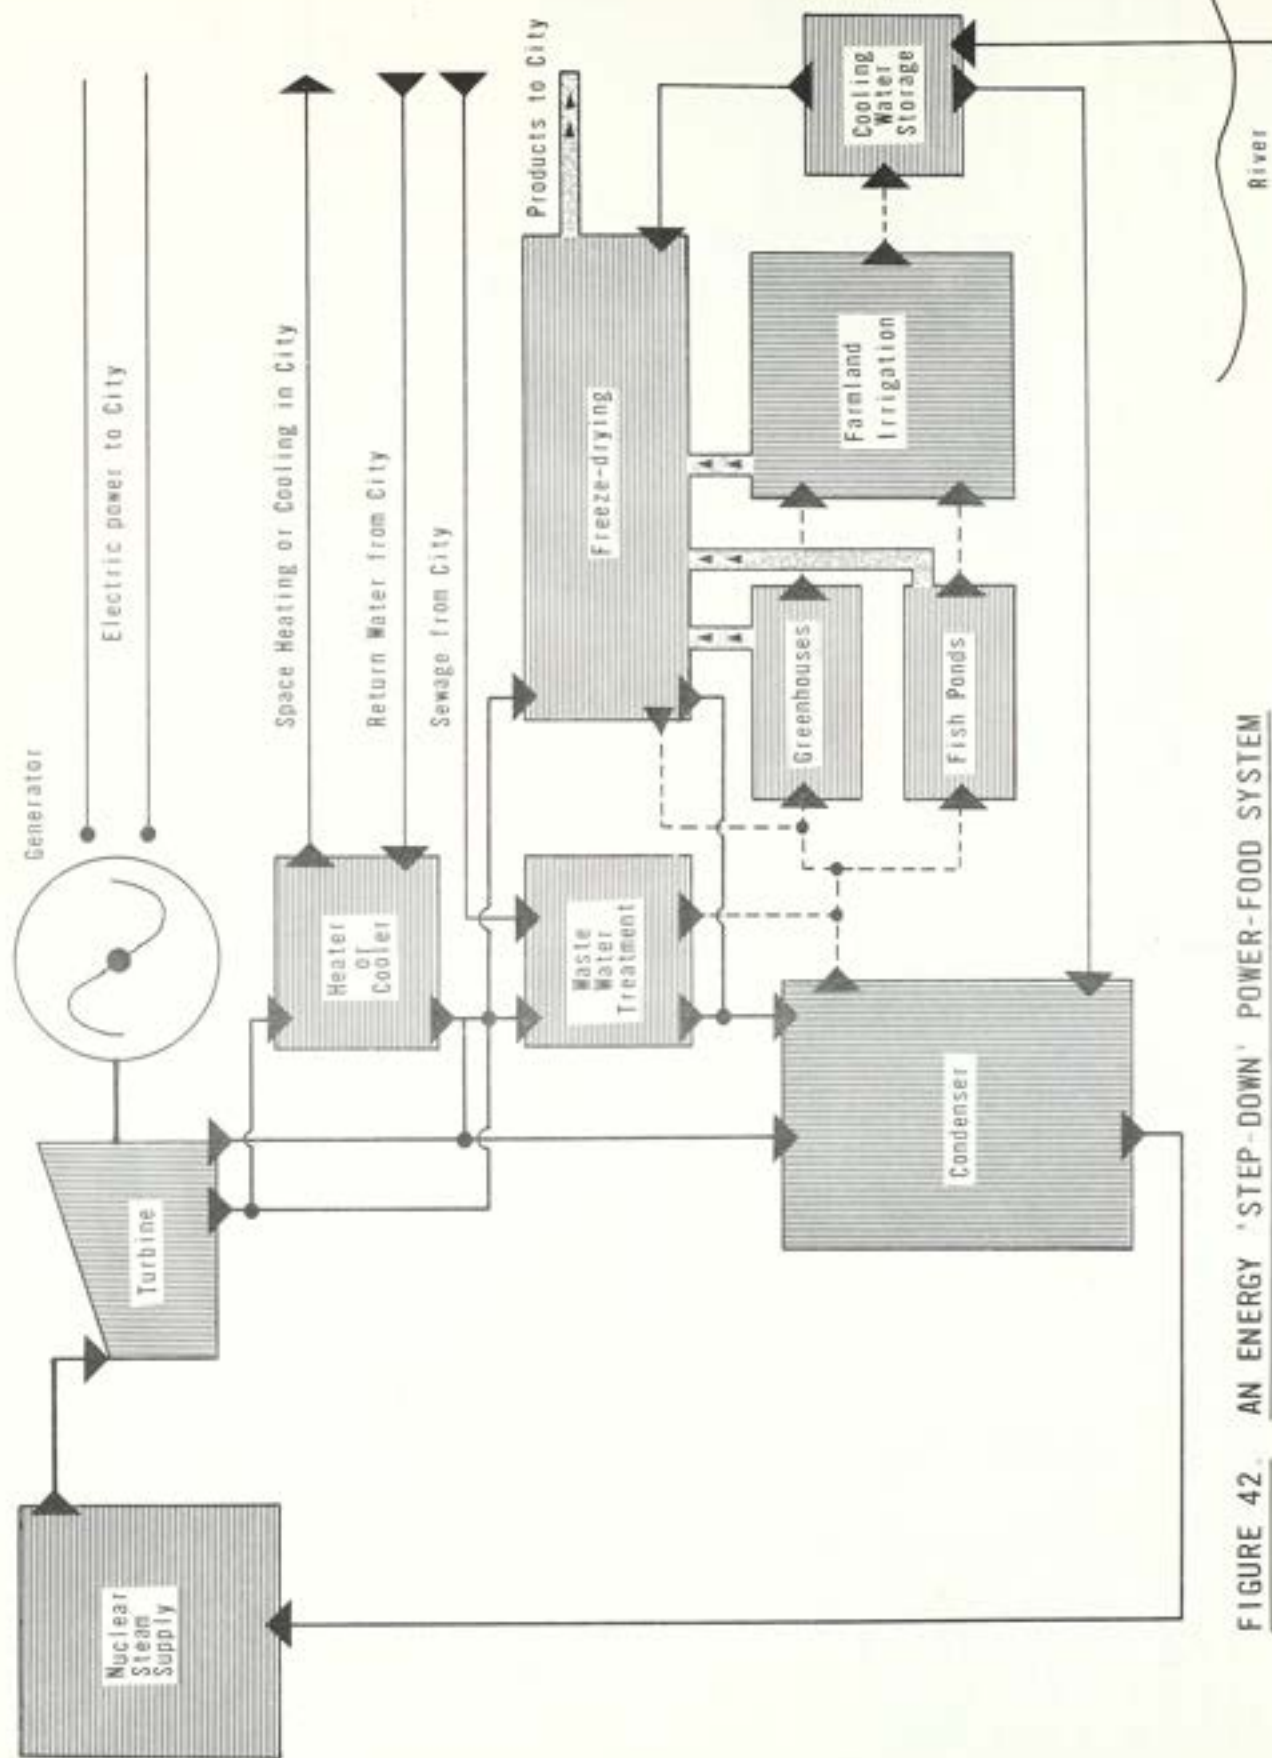 Generator
Electric power to City
Turbine
Nuclear
Steam
Supply
Space Heating or Cooling in City
Heater
or
Cooler
Return Water from City
Sewage from City
Products to City
Waste
Water
Treatment
Freeze-drying
Greenhouses
Fish Ponds
Farmland
Irrigation
Cooling
Water
Storage
Condenser
River
FIGURE 42. AN ENERGY 'STEP-DOWN' POWER-FOOD SYSTEM